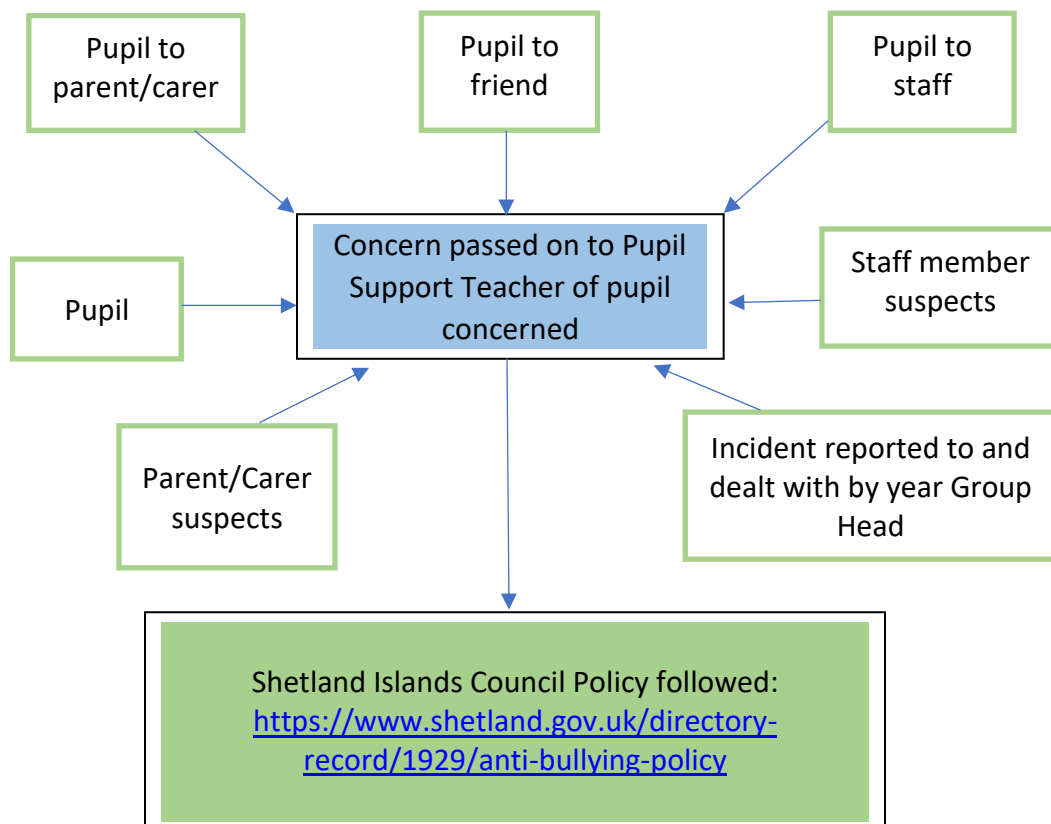 Pupil to
parent/carer
Pupil to
friend
Pupil to
staff
Concern passed on to Pupil
Support Teacher of pupil
concerned
Pupil
Staff member
suspects
Parent/Carer
suspects
Incident reported to and
dealt with by year Group
Head
Shetland Islands Council Policy followed:
https://www.shetland.gov.uk/directory-
record/1929/anti-bullying-policy